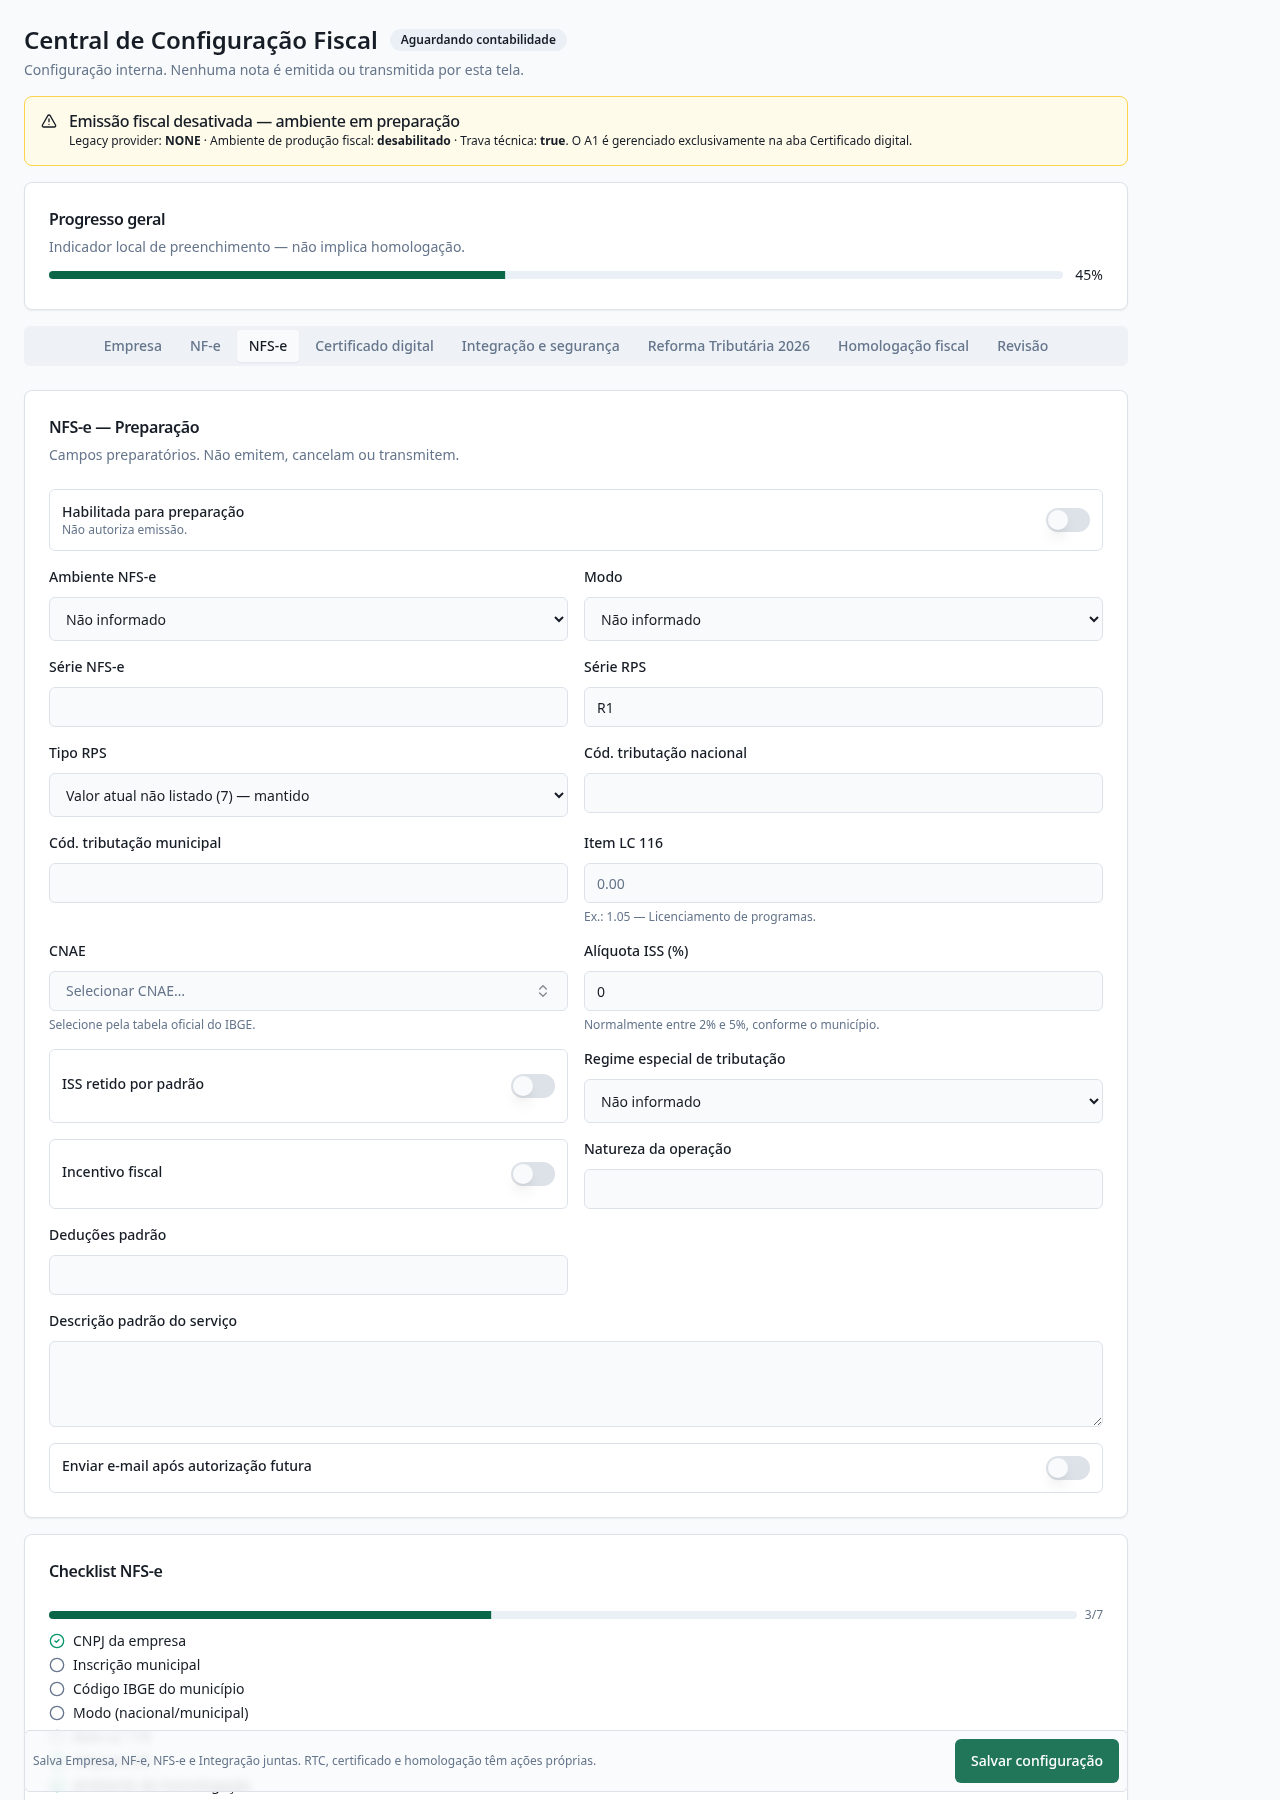 Central de Configuração Fiscal
Aguardando contabilidade
Configuração interna. Nenhuma nota é emitida ou transmitida por esta tela.
Emissão fiscal desativada — ambiente em preparação
Legacy provider: NONE · Ambiente de produção fiscal: desabilitado · Trava técnica: true. O A1 é gerenciado exclusivamente na aba Certificado digital.
Progresso geral
Indicador local de preenchimento — não implica homologação.
45%
Empresa NF-e NFS-e Certificado digital Integração e segurança Reforma Tributária 2026 Homologação fiscal Revisão
NFS-e — Preparação
Campos preparatórios. Não emitem, cancelam ou transmitem.
Habilitada para preparação
Não autoriza emissão.
Ambiente NFS-e
Não informado
Modo
Não informado
Série NFS-e
Série RPS
R1
Tipo RPS
Valor atual não listado (7) — mantido
Cód. tributação nacional
Cód. tributação municipal
Item LC 116
0.00
Ex.: 1.05 — Licenciamento de programas.
CNAE
Selecionar CNAE...
Selecione pela tabela oficial do IBGE.
Alíquota ISS (%)
0
Normalmente entre 2% e 5%, conforme o município.
ISS retido por padrão
Regime especial de tributação
Não informado
Incentivo fiscal
Natureza da operação
Deduções padrão
Descrição padrão do serviço
Enviar e-mail após autorização futura
Checklist NFS-e
3/7
CNPJ da empresa
Inscrição municipal
Código IBGE do município
Modo (nacional/municipal)
Salva Empresa, NF-e, NFS-e e Integração juntas. RTC, certificado e homologação têm ações próprias.
Salvar configuração